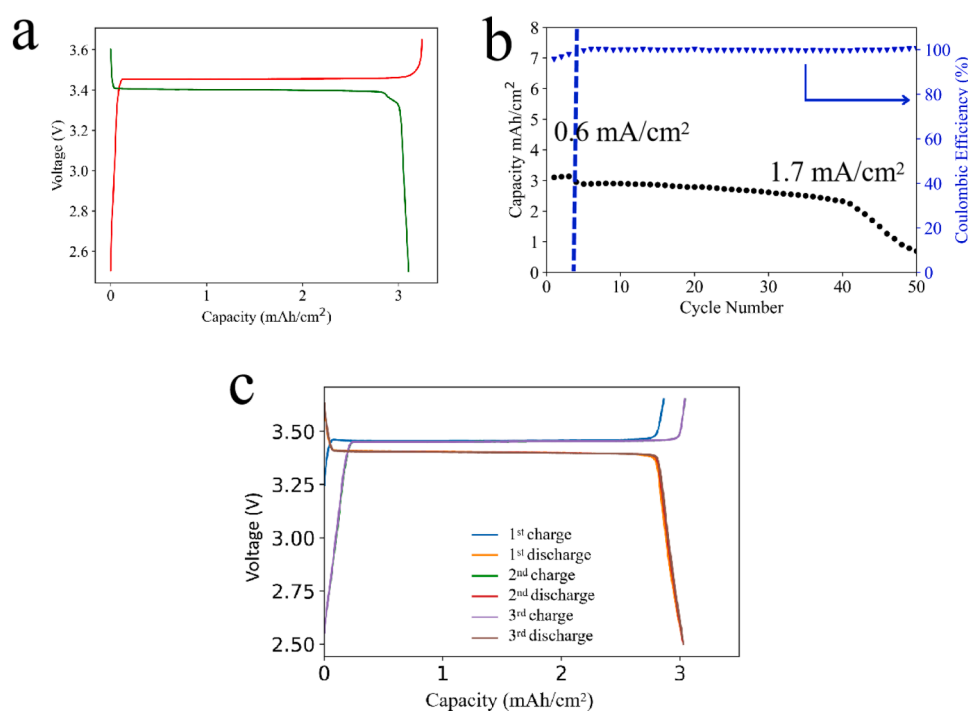 a
3.6
3.4
3.2
3.0
2.8
2.6
Voltage (V)
0
1
2
3
Capacity (mAh/cm²)
b
8
7
6
5
4
3
2
1
0
Capacity mAh/cm²
0.6 mA/cm²
1.7 mA/cm²
100
80
60
40
20
0
Coulombic Efficiency (%)
0
10
20
30
40
50
Cycle Number
c
3.50
3.25
3.00
2.75
2.50
Voltage (V)
1st charge
1st discharge
2nd charge
2nd discharge
3rd charge
3rd discharge
0
1
2
3
Capacity (mAh/cm²)